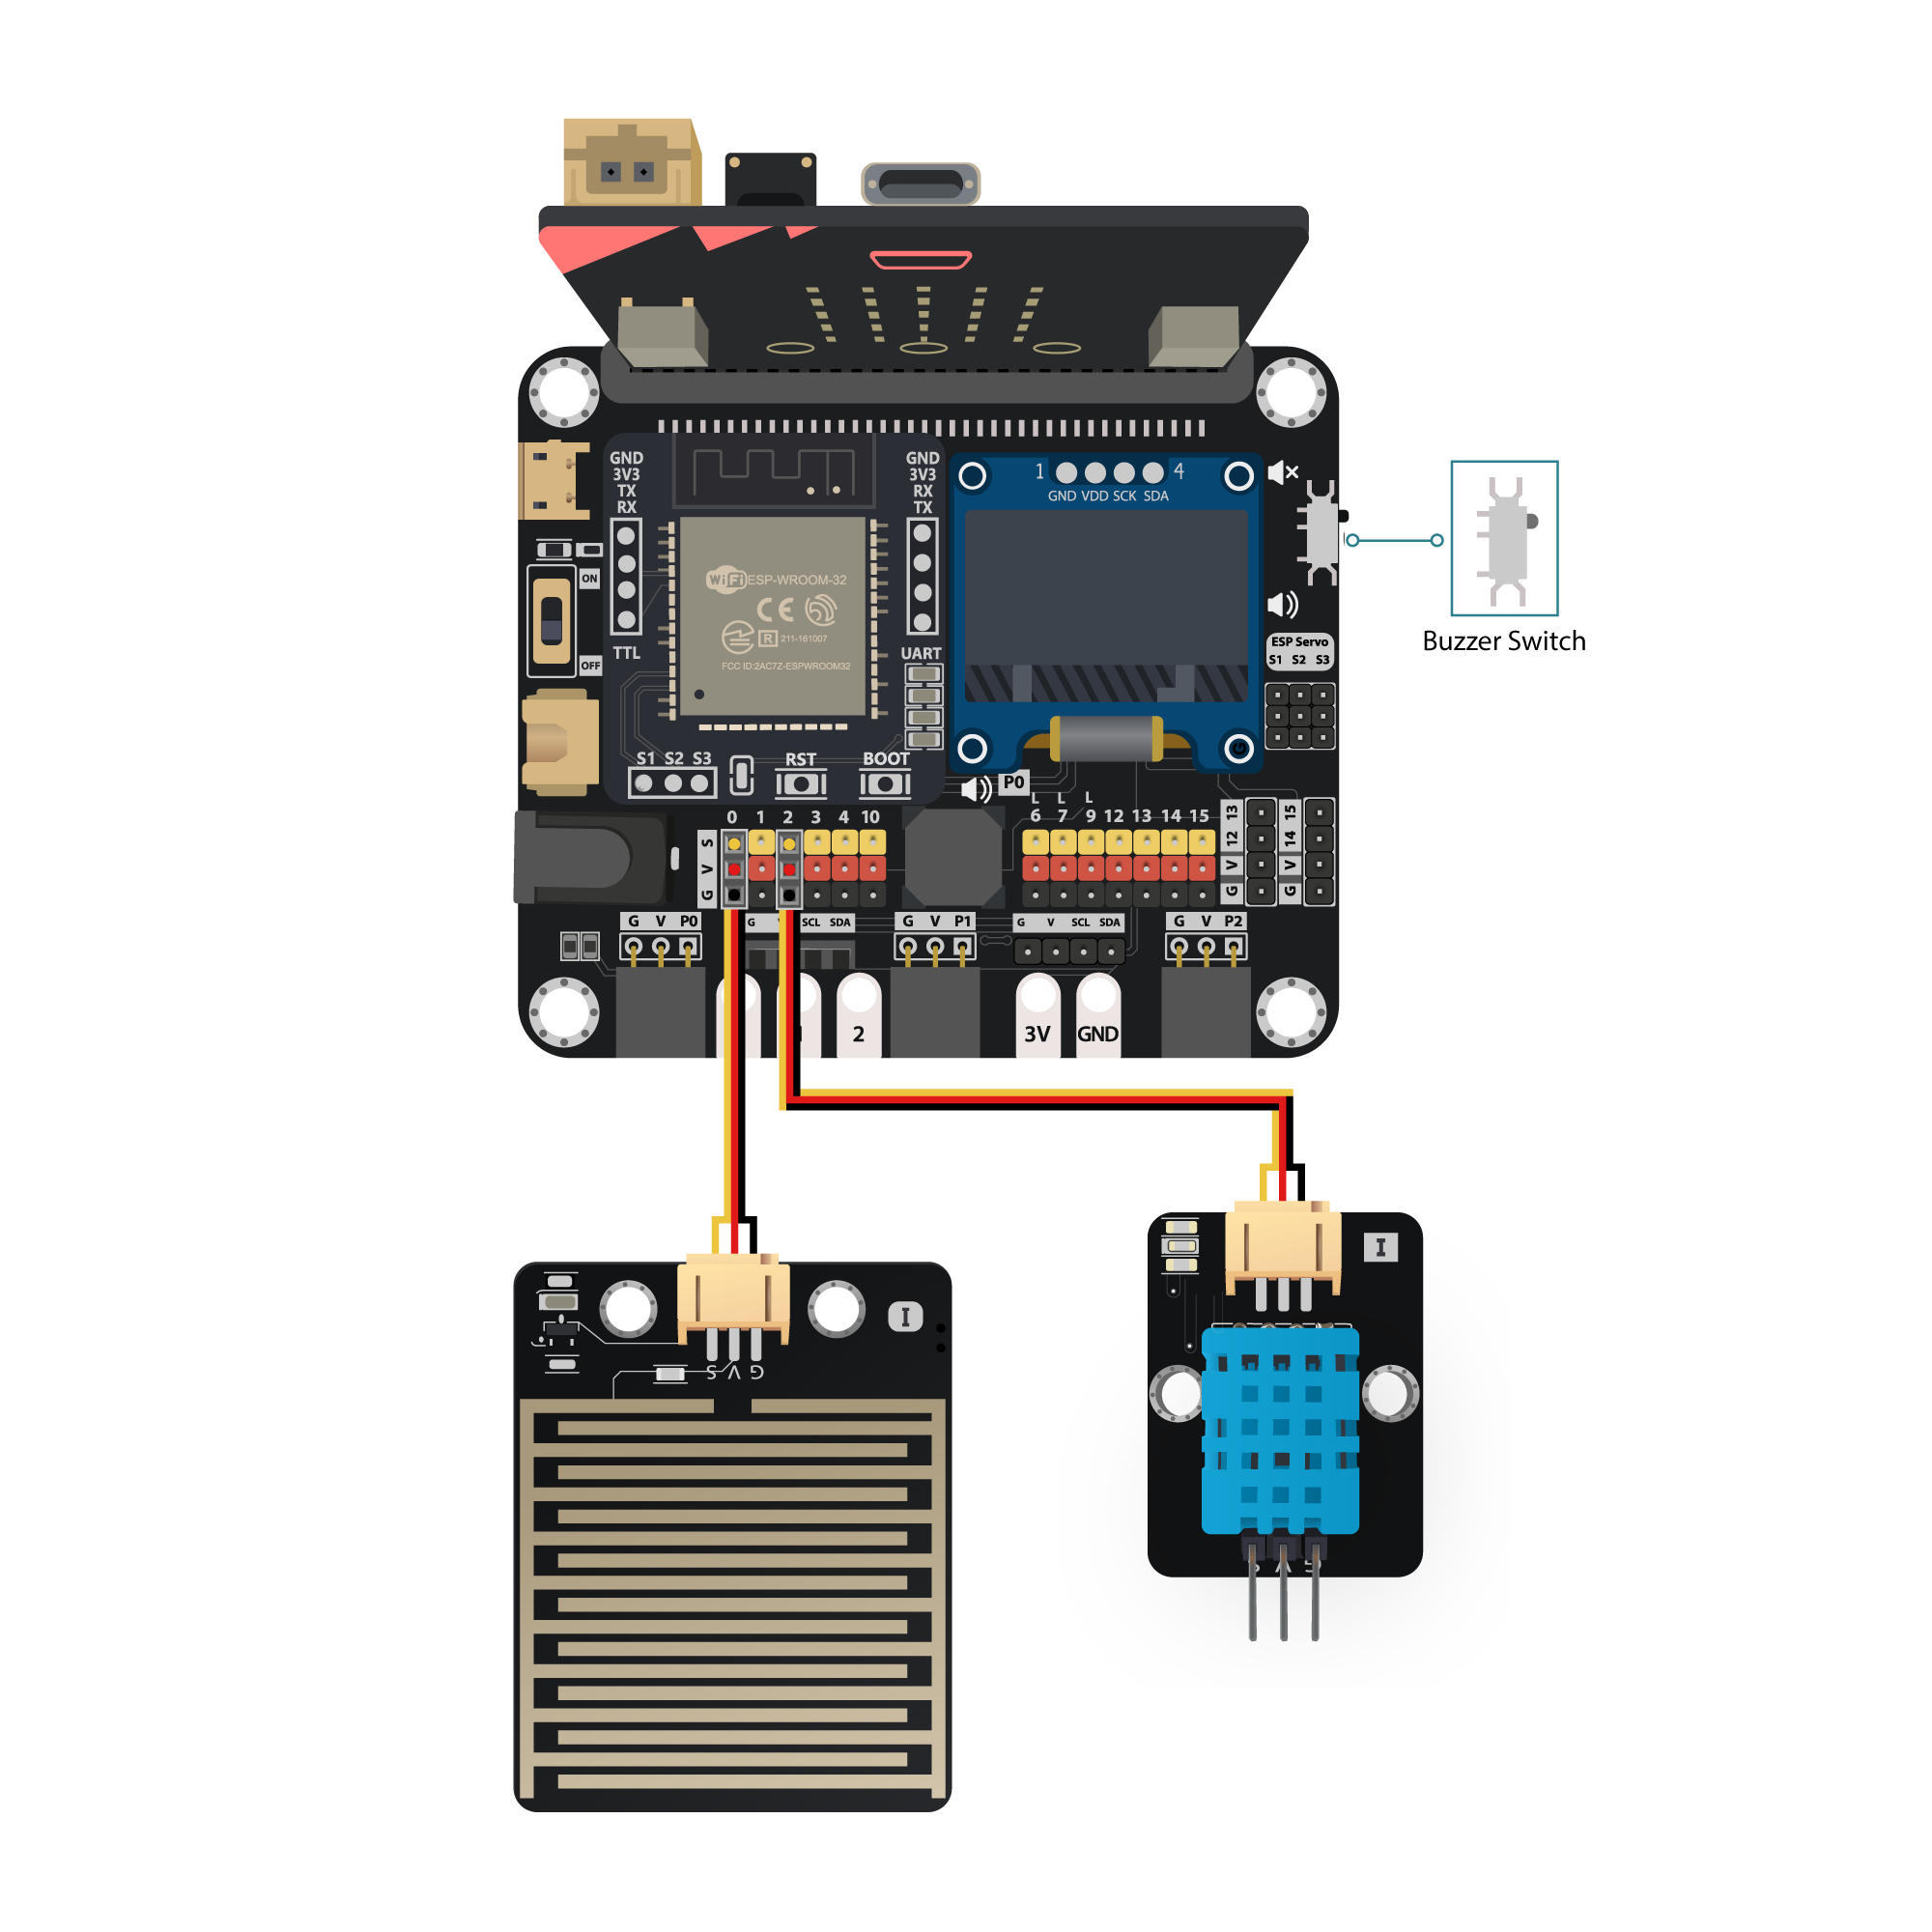 GND
3V3
TX
RX
GND
3V3
RX
TX
1 4
GND VDD SCK SDA
ON
OFF
WiFi ESP-WROOM-32
CE
R 211-161007
FCC ID:2AC7Z-ESPWROOM32
TTL
UART
Buzzer Switch
ESP Servo
S1 S2 S3
S1 S2 S3
RST
BOOT
P0
L L L
0 1 2 3 4 10
6 7 9 12 13 14 15
S
V
G
13
12
V
G
15
14
V
G
G V P0
G SCL SDA
G V P1
G V SCL SDA
G V P2
2
3V
GND
I
S V G
I